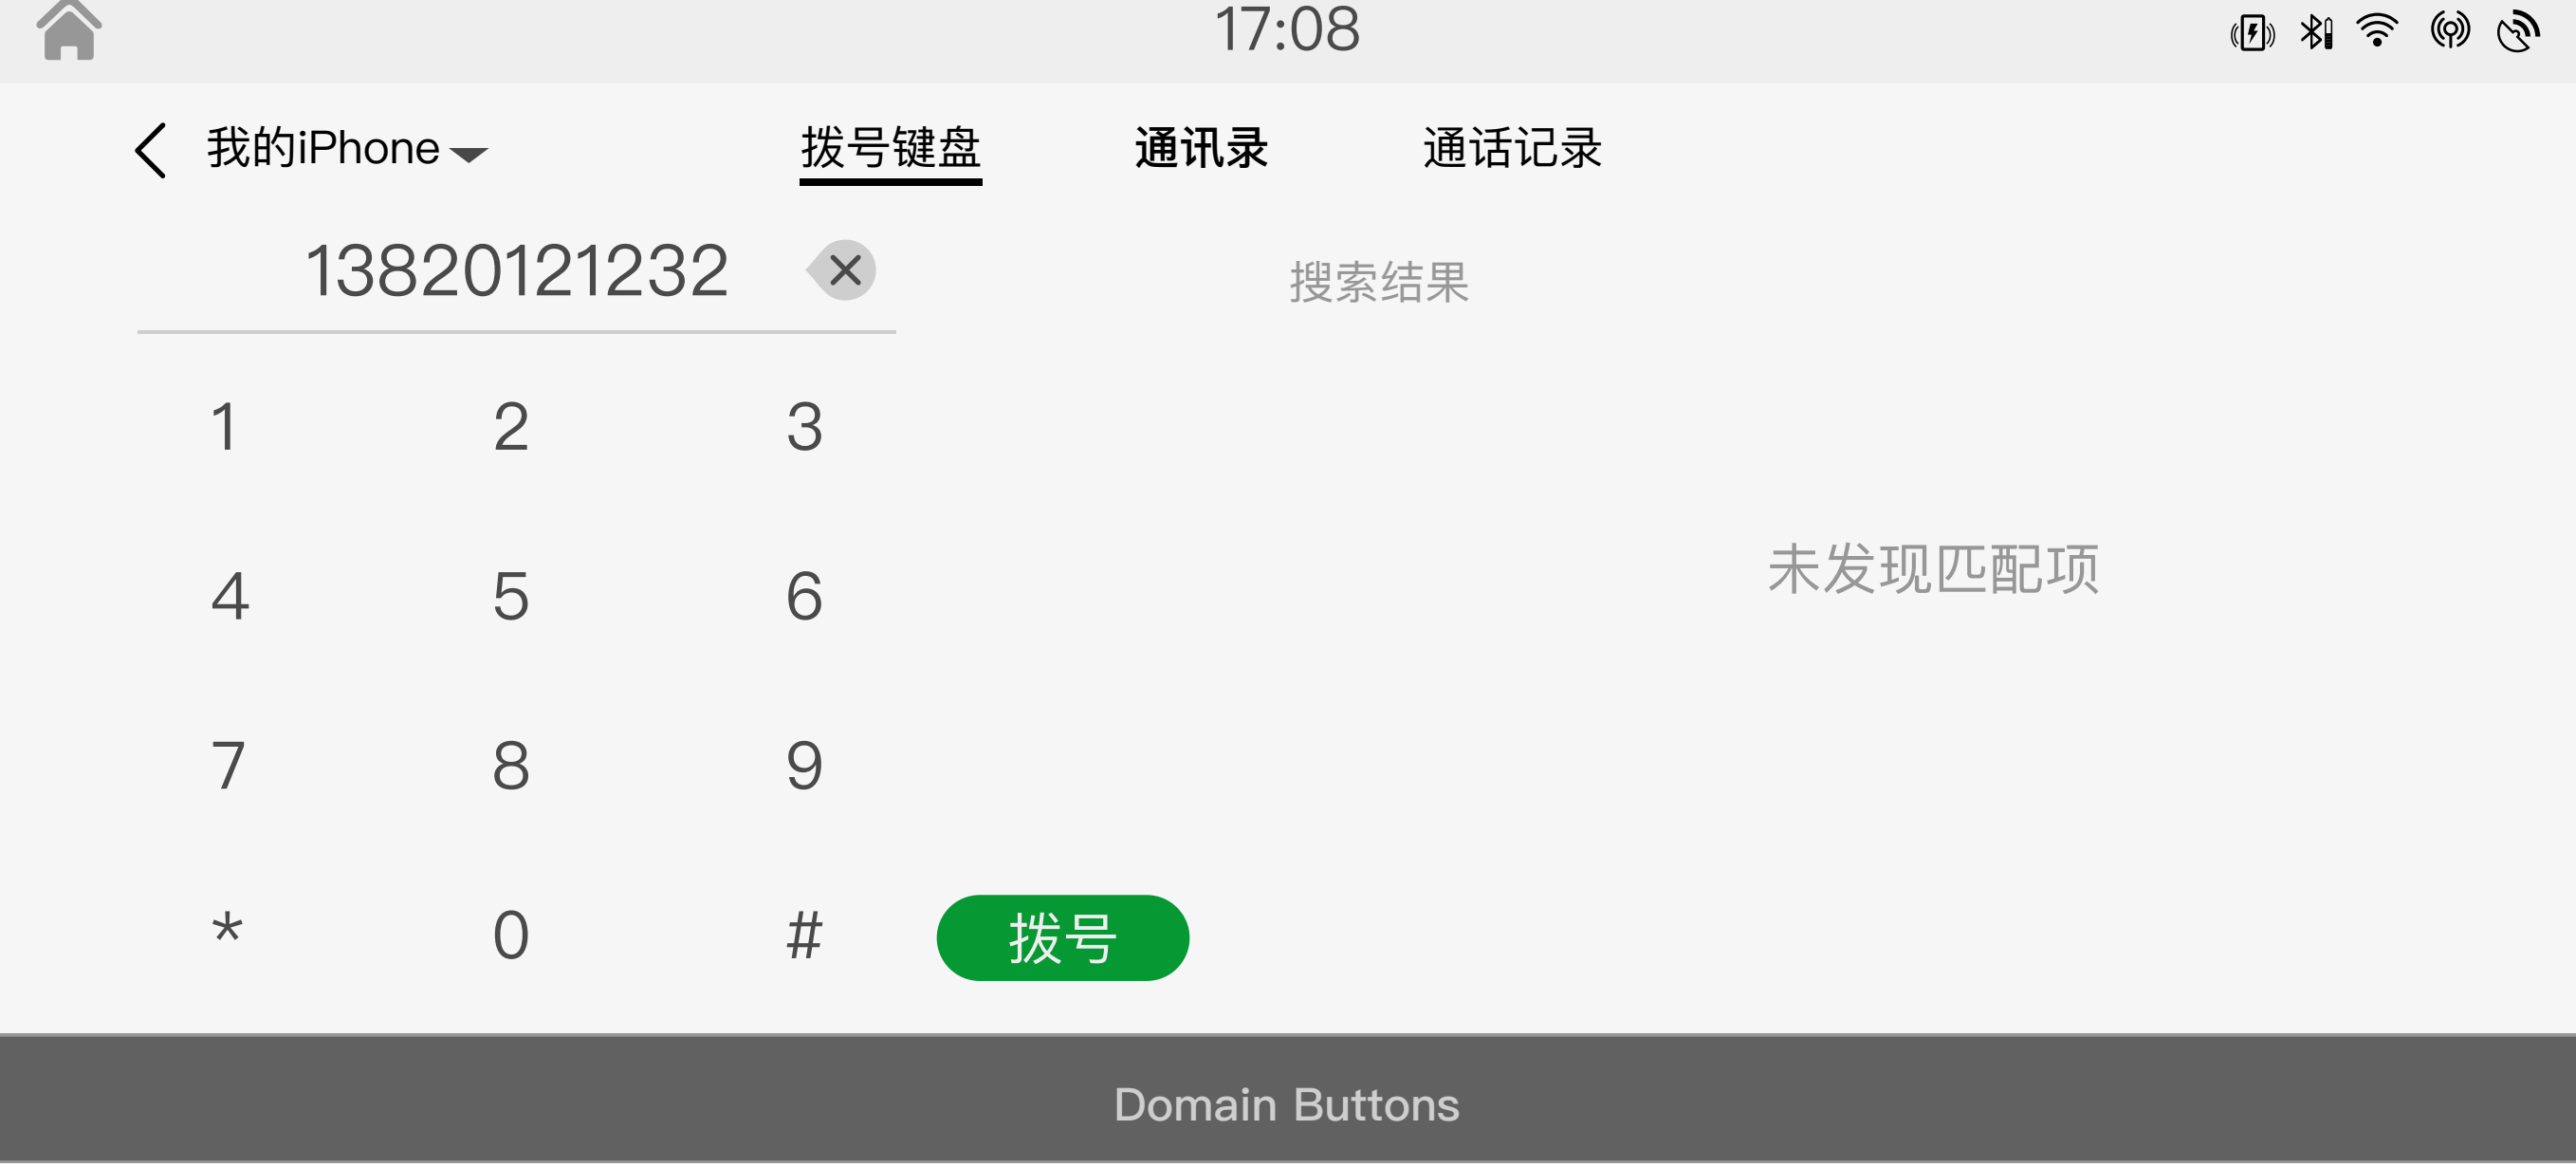 17:08
我的iPhone 拨号键盘 通讯录 通话记录
13820121232
搜索结果
1 2 3
未发现匹配项
4 5 6
7 8 9
* 0 #
拨号
Domain Buttons